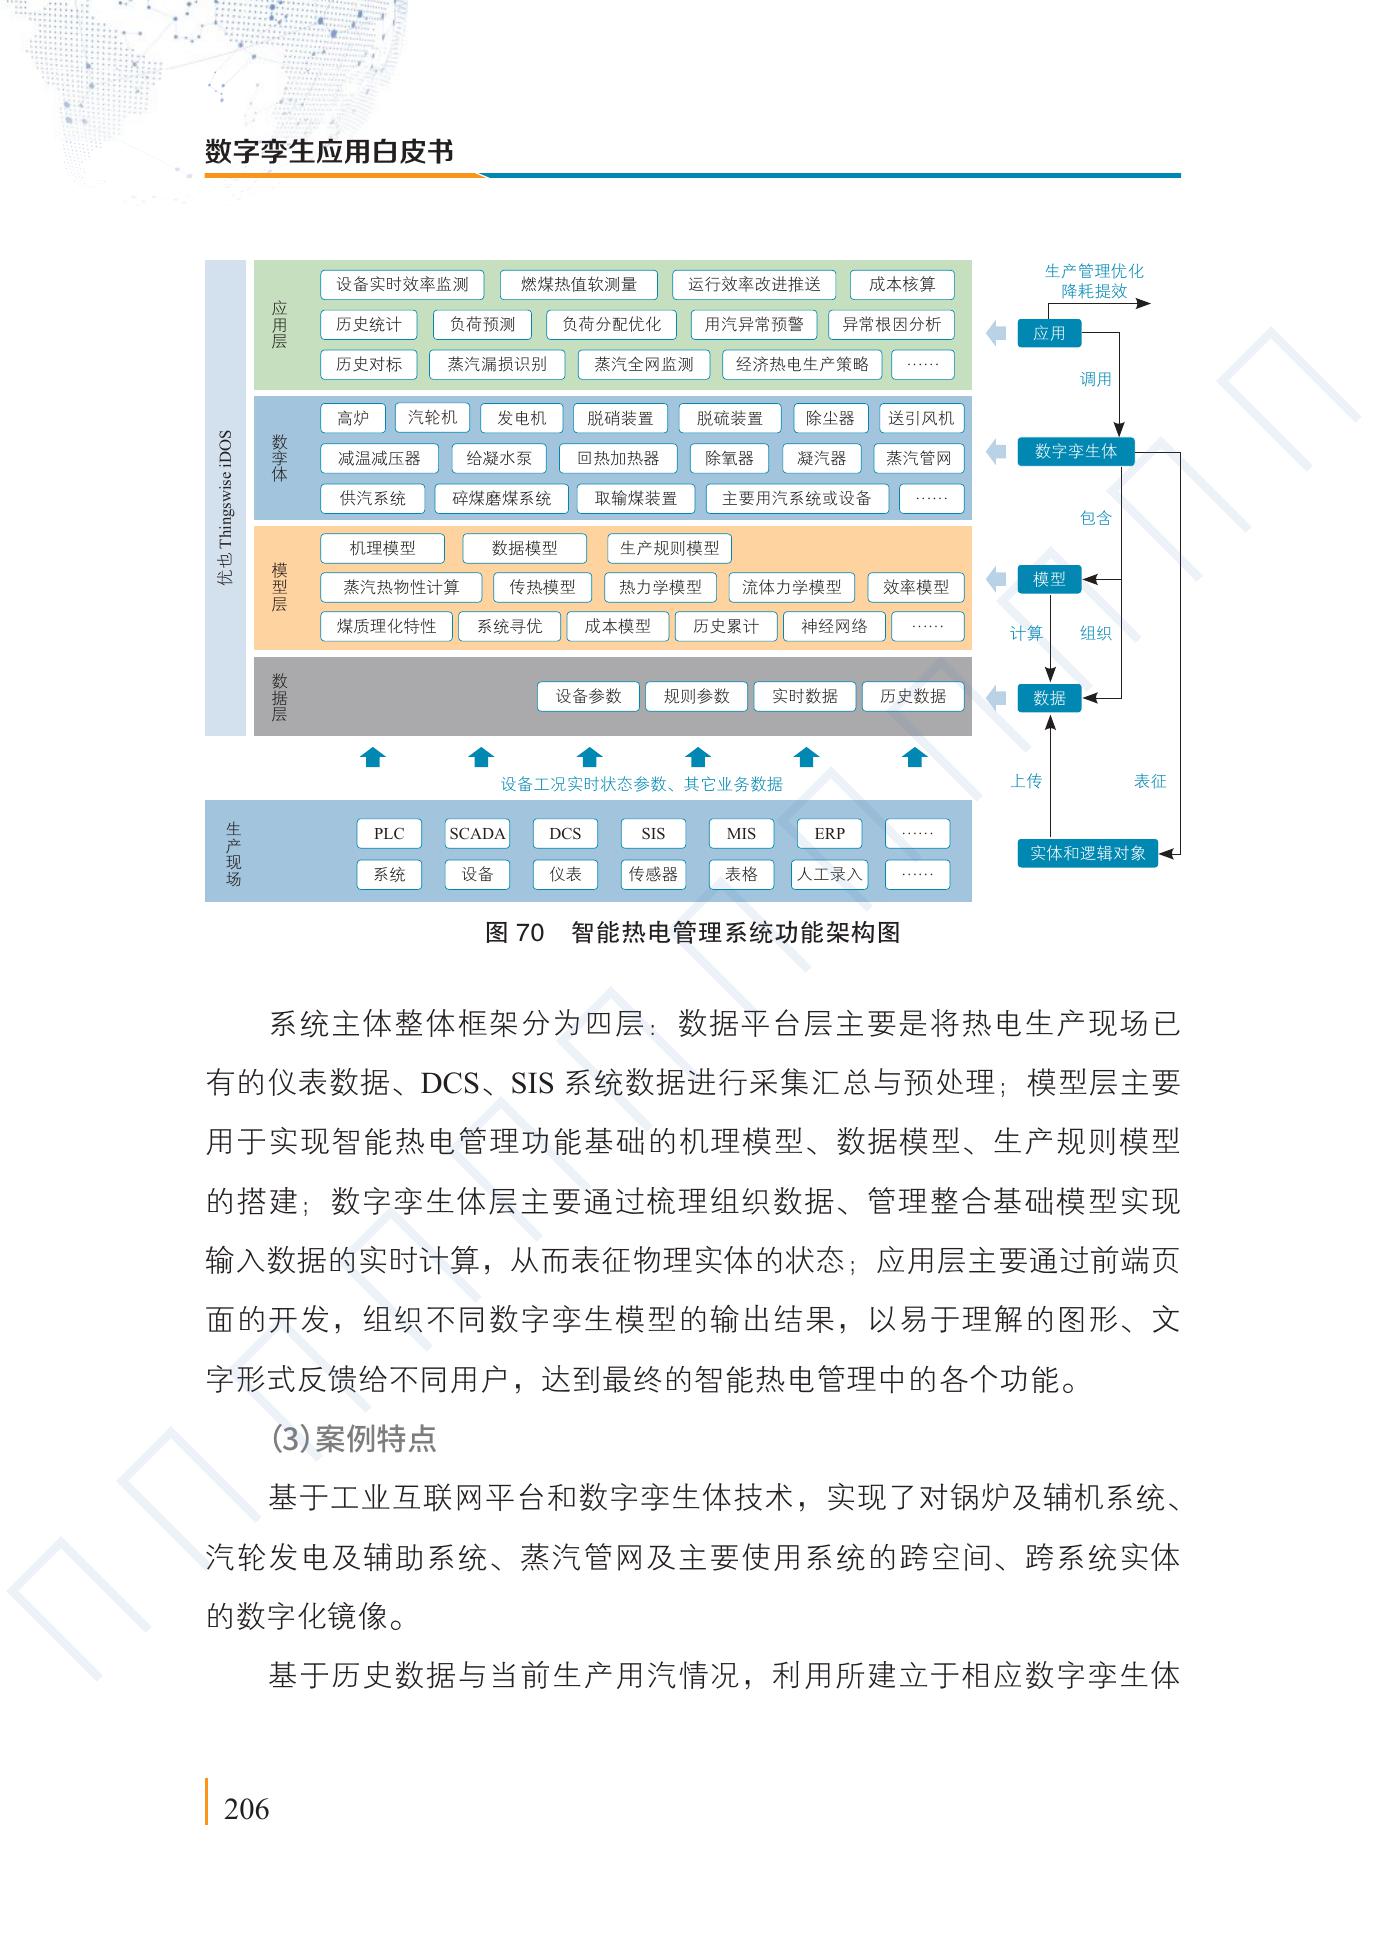 数字孪生应用白皮书
优也 Thingswise iDOS
应用层
设备实时效率监测 燃煤热值软测量 运行效率改进推送 成本核算
历史统计 负荷预测 负荷分配优化 用汽异常预警 异常根因分析
历史对标 蒸汽漏损识别 蒸汽全网监测 经济热电生产策略 ……
数孪体
高炉 汽轮机 发电机 脱硝装置 脱硫装置 除尘器 送引风机
减温减压器 给凝水泵 回热加热器 除氧器 凝汽器 蒸汽管网
供汽系统 碎煤磨煤系统 取输煤装置 主要用汽系统或设备 ……
模型层
机理模型 数据模型 生产规则模型
蒸汽热物性计算 传热模型 热力学模型 流体力学模型 效率模型
煤质理化特性 系统寻优 成本模型 历史累计 神经网络 ……
数据层
设备参数 规则参数 实时数据 历史数据
设备工况实时状态参数、其它业务数据
生产现场
PLC SCADA DCS SIS MIS ERP ……
系统 设备 仪表 传感器 表格 人工录入 ……
生产管理优化
降耗提效
应用
调用
数字孪生体
包含
模型
计算 组织
数据
上传 表征
实体和逻辑对象
图 70 智能热电管理系统功能架构图
系统主体整体框架分为四层：数据平台层主要是将热电生产现场已
有的仪表数据、DCS、SIS 系统数据进行采集汇总与预处理；模型层主要
用于实现智能热电管理功能基础的机理模型、数据模型、生产规则模型
的搭建；数字孪生体层主要通过梳理组织数据、管理整合基础模型实现
输入数据的实时计算，从而表征物理实体的状态；应用层主要通过前端页
面的开发，组织不同数字孪生模型的输出结果，以易于理解的图形、文
字形式反馈给不同用户，达到最终的智能热电管理中的各个功能。
（3）案例特点
基于工业互联网平台和数字孪生体技术，实现了对锅炉及辅机系统、
汽轮发电及辅助系统、蒸汽管网及主要使用系统的跨空间、跨系统实体
的数字化镜像。
基于历史数据与当前生产用汽情况，利用所建立于相应数字孪生体
206